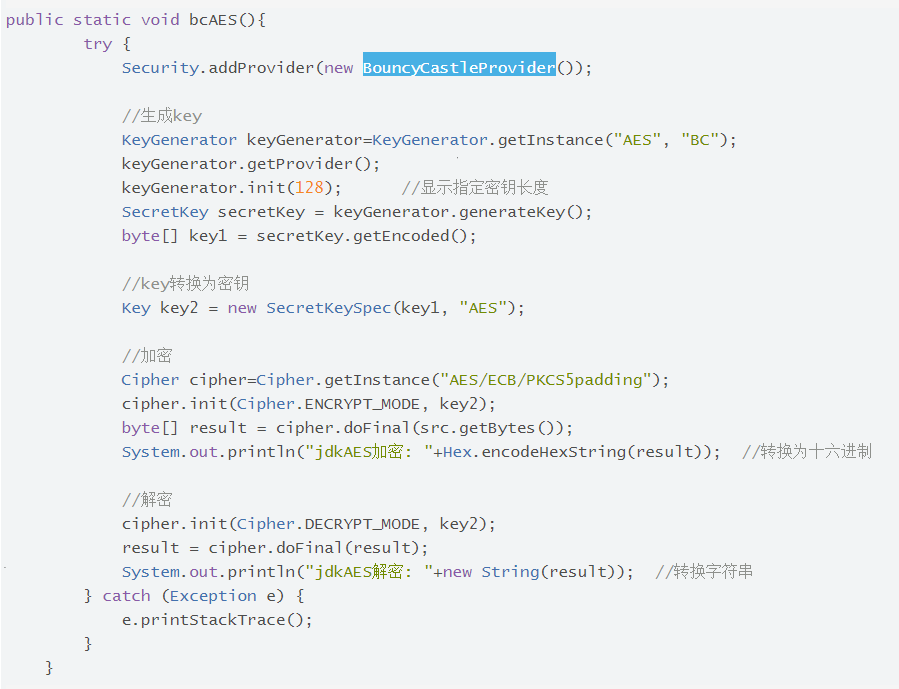 public static void bcAES(){
try {
Security.addProvider(new BouncyCastleProvider());
//生成key
KeyGenerator keyGenerator=KeyGenerator.getInstance("AES", "BC");
keyGenerator.getProvider();
keyGenerator.init(128); //显示指定密钥长度
SecretKey secretKey = keyGenerator.generateKey();
byte[] key1 = secretKey.getEncoded();
//key转换为密钥
Key key2 = new SecretKeySpec(key1, "AES");
//加密
Cipher cipher=Cipher.getInstance("AES/ECB/PKCS5padding");
cipher.init(Cipher.ENCRYPT_MODE, key2);
byte[] result = cipher.doFinal(src.getBytes());
System.out.println("jdkAES加密: "+Hex.encodeHexString(result)); //转换为十六进制
//解密
cipher.init(Cipher.DECRYPT_MODE, key2);
result = cipher.doFinal(result);
System.out.println("jdkAES解密: "+new String(result)); //转换字符串
} catch (Exception e) {
e.printStackTrace();
}
}